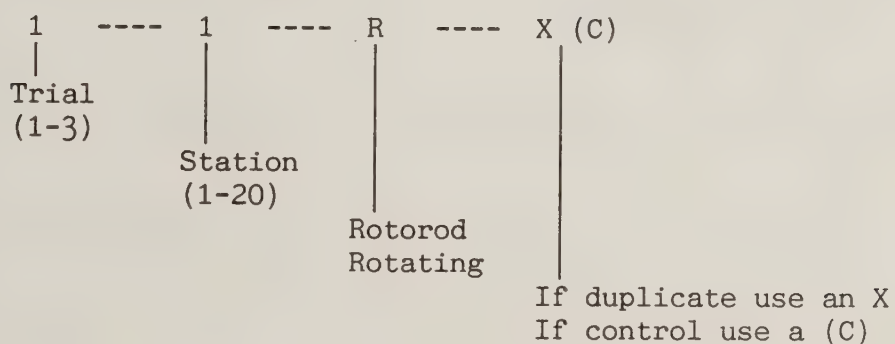 1 ---- 1 ---- R ---- X (C)
Trial
(1-3)
Station
(1-20)
Rotorod
Rotating
If duplicate use an X
If control use a (C)